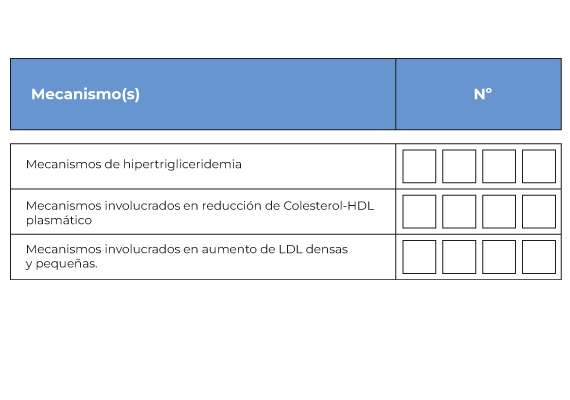 Mecanismo(s)
Nº
Mecanismos de hipertrigliceridemia
Mecanismos involucrados en reducción de Colesterol-HDL
plasmático
Mecanismos involucrados en aumento de LDL densas
y pequeñas.